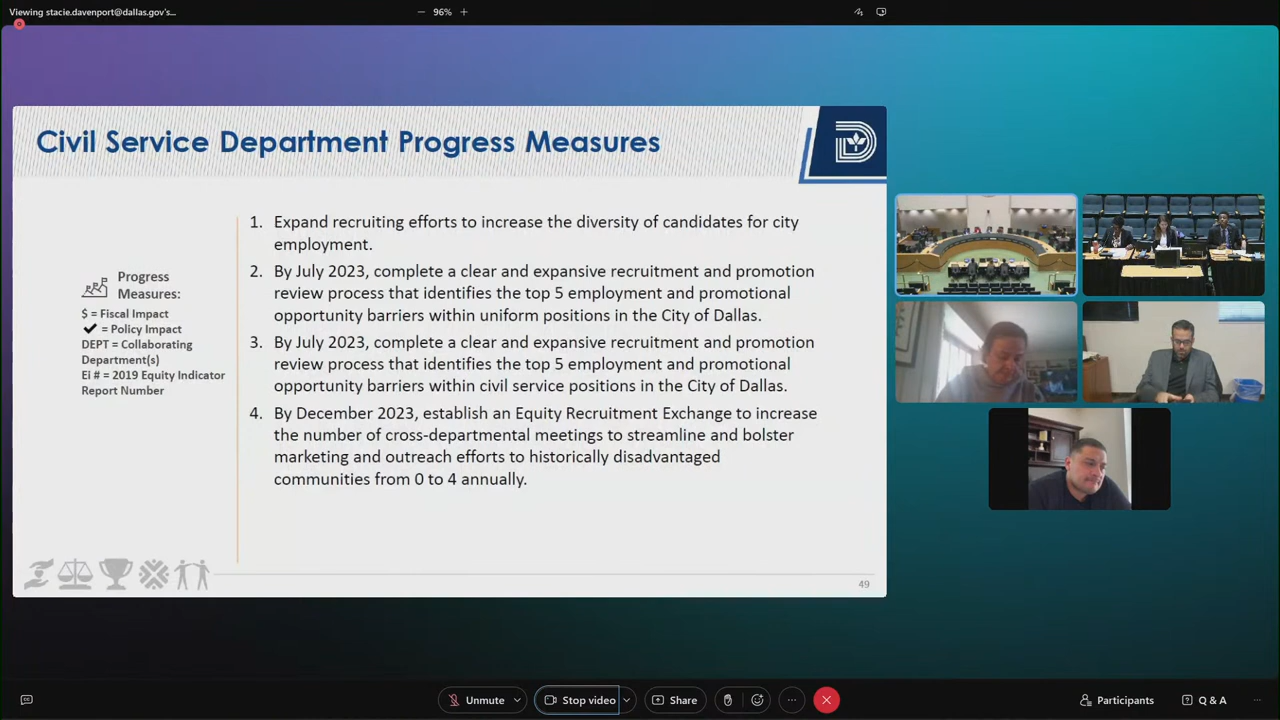 Viewing stacie.davenport@dallas.gov's...
96%
Civil Service Department Progress Measures
Progress
Measures:
$ = Fiscal Impact
✔ = Policy Impact
DEPT = Collaborating
Department(s)
EI # = 2019 Equity Indicator
Report Number
1. Expand recruiting efforts to increase the diversity of candidates for city
employment.
2. By July 2023, complete a clear and expansive recruitment and promotion
review process that identifies the top 5 employment and promotional
opportunity barriers within uniform positions in the City of Dallas.
3. By July 2023, complete a clear and expansive recruitment and promotion
review process that identifies the top 5 employment and promotional
opportunity barriers within civil service positions in the City of Dallas.
4. By December 2023, establish an Equity Recruitment Exchange to increase
the number of cross-departmental meetings to streamline and bolster
marketing and outreach efforts to historically disadvantaged
communities from 0 to 4 annually.
49
Unmute
Stop video
Share
Participants
Q & A